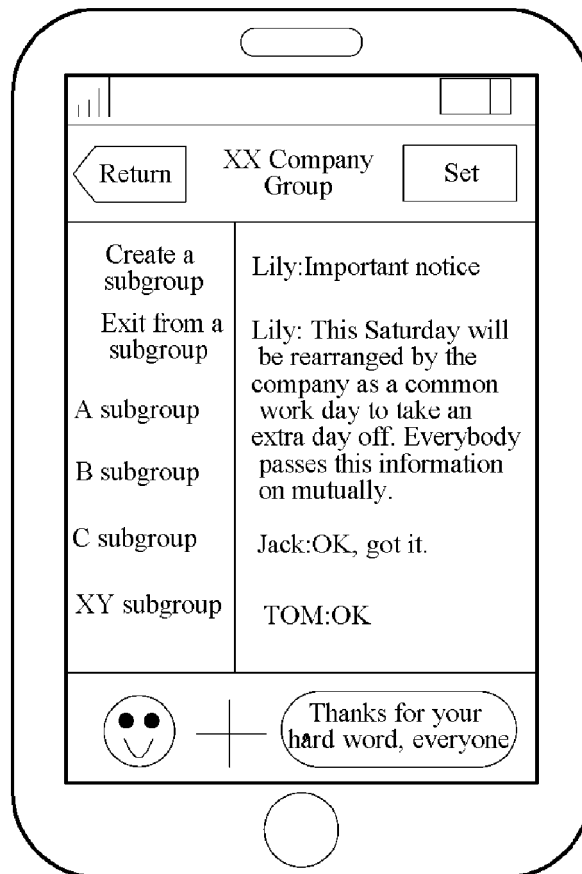 Return
XX Company
Group
Set
Create a
subgroup
Exit from a
subgroup
A subgroup
B subgroup
C subgroup
XY subgroup
Lily:Important notice
Lily: This Saturday will
be rearranged by the
company as a common
work day to take an
extra day off. Everybody
passes this information
on mutually.
Jack:OK, got it.
TOM:OK
Thanks for your
hard word, everyone